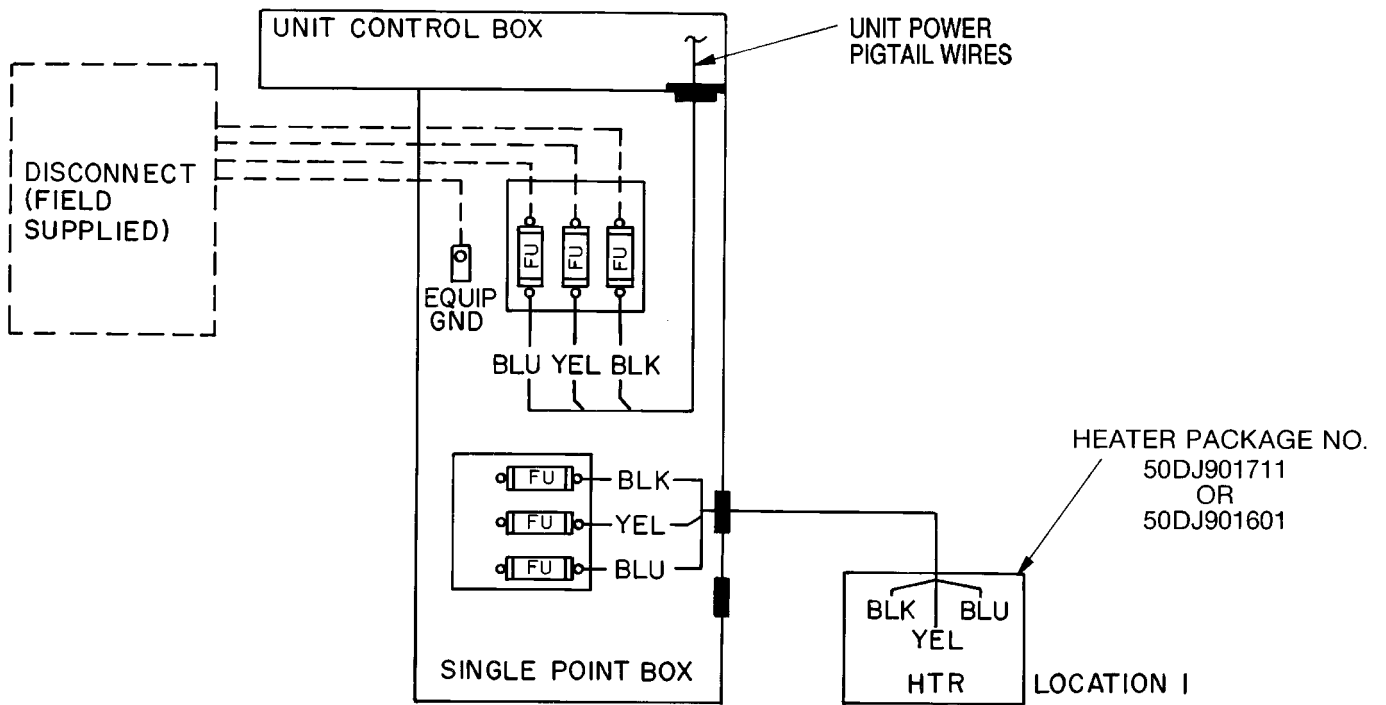 UNIT CONTROL BOX
UNIT POWER
PIGTAIL WIRES
DISCONNECT
(FIELD
SUPPLIED)
FU FU FU
EQUIP
GND
BLU YEL BLK
FU BLK
FU YEL
FU BLU
SINGLE POINT BOX
HEATER PACKAGE NO.
50DJ901711
OR
50DJ901601
BLK BLU
YEL
HTR
LOCATION I